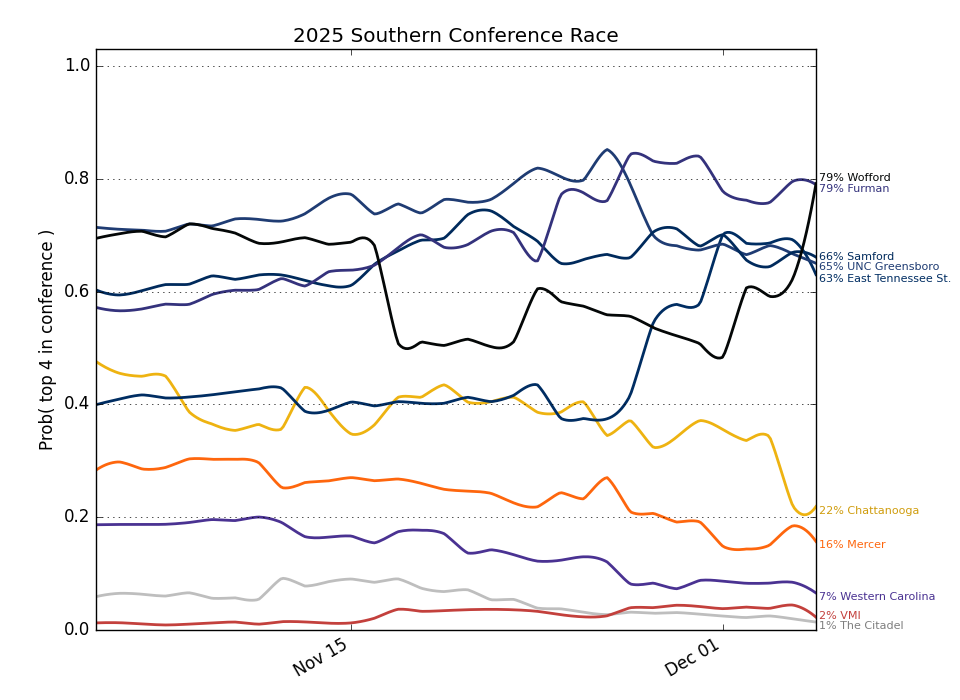 2025 Southern Conference Race
Prob( top 4 in conference )
1.0
0.8
0.6
0.4
0.2
0.0
Nov 15
Dec 01
79% Wofford
79% Furman
66% Samford
65% UNC Greensboro
63% East Tennessee St.
22% Chattanooga
16% Mercer
7% Western Carolina
2% VMI
1% The Citadel